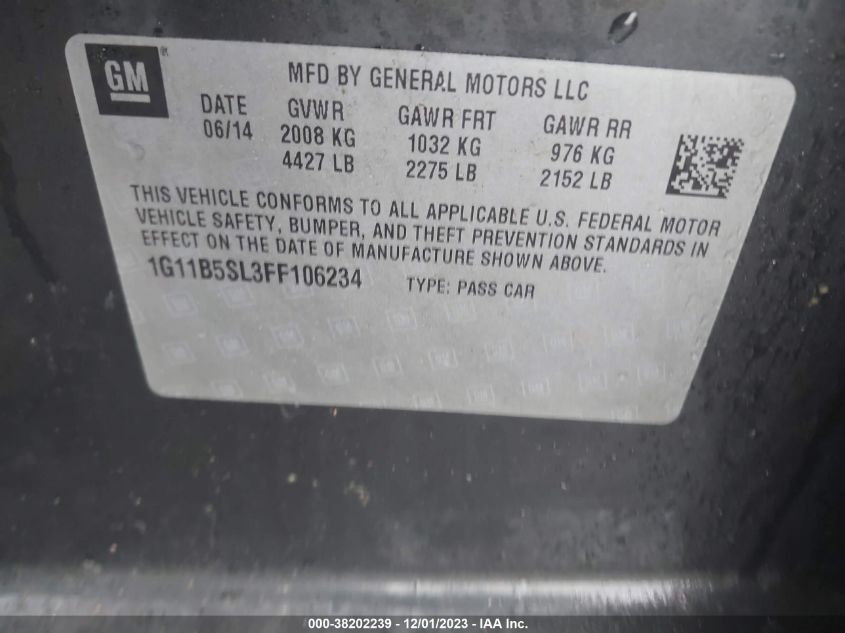 GM
MFD BY GENERAL MOTORS LLC
DATE GVWR GAWR FRT GAWR RR
06/14 2008 KG 1032 KG 976 KG
4427 LB 2275 LB 2152 LB
THIS VEHICLE CONFORMS TO ALL APPLICABLE U.S. FEDERAL MOTOR
VEHICLE SAFETY, BUMPER, AND THEFT PREVENTION STANDARDS IN
EFFECT ON THE DATE OF MANUFACTURE SHOWN ABOVE.
1G11B5SL3FF106234 TYPE: PASS CAR
000-38202239 - 12/01/2023 - IAA Inc.